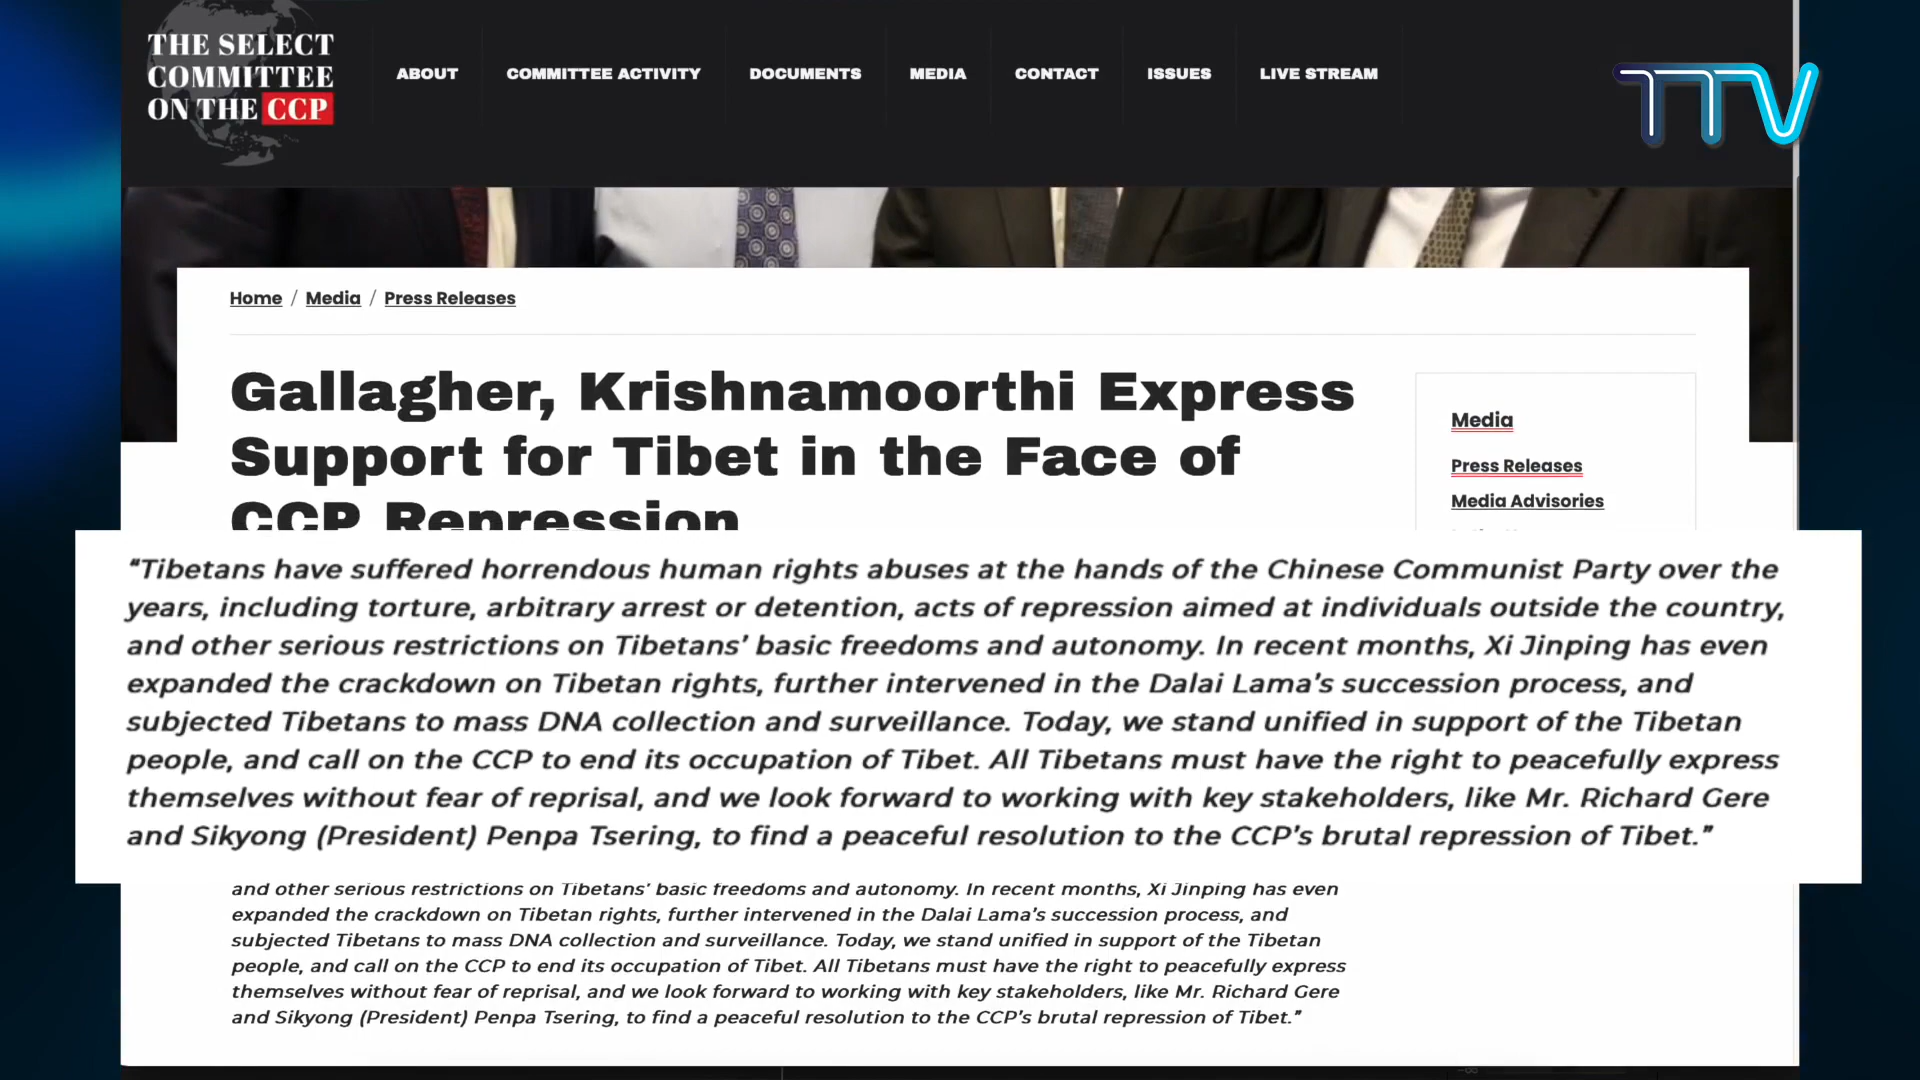 THE SELECT
COMMITTEE
ON THE CCP
ABOUT
COMMITTEE ACTIVITY
DOCUMENTS
MEDIA
CONTACT
ISSUES
LIVE STREAM
TTV
Home / Media / Press Releases
Gallagher, Krishnamoorthi Express
Support for Tibet in the Face of
CCP Repression
Media
Press Releases
Media Advisories
“Tibetans have suffered horrendous human rights abuses at the hands of the Chinese Communist Party over the
years, including torture, arbitrary arrest or detention, acts of repression aimed at individuals outside the country,
and other serious restrictions on Tibetans’ basic freedoms and autonomy. In recent months, Xi Jinping has even
expanded the crackdown on Tibetan rights, further intervened in the Dalai Lama’s succession process, and
subjected Tibetans to mass DNA collection and surveillance. Today, we stand unified in support of the Tibetan
people, and call on the CCP to end its occupation of Tibet. All Tibetans must have the right to peacefully express
themselves without fear of reprisal, and we look forward to working with key stakeholders, like Mr. Richard Gere
and Sikyong (President) Penpa Tsering, to find a peaceful resolution to the CCP’s brutal repression of Tibet.”
and other serious restrictions on Tibetans’ basic freedoms and autonomy. In recent months, Xi Jinping has even
expanded the crackdown on Tibetan rights, further intervened in the Dalai Lama’s succession process, and
subjected Tibetans to mass DNA collection and surveillance. Today, we stand unified in support of the Tibetan
people, and call on the CCP to end its occupation of Tibet. All Tibetans must have the right to peacefully express
themselves without fear of reprisal, and we look forward to working with key stakeholders, like Mr. Richard Gere
and Sikyong (President) Penpa Tsering, to find a peaceful resolution to the CCP’s brutal repression of Tibet.”